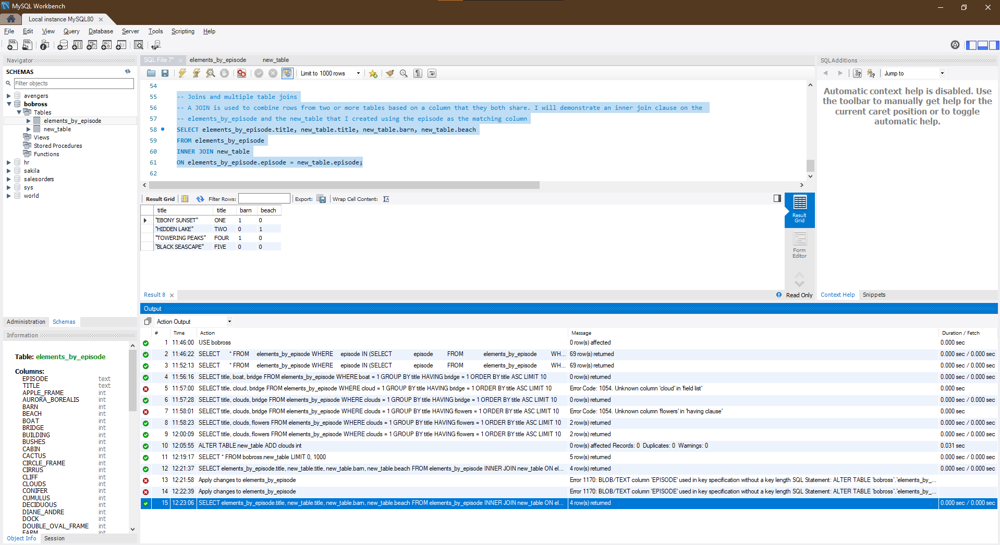 MySQL Workbench
Local instance MySQL80
File Edit View Query Database Server Tools Scripting Help
Navigator
SCHEMAS
Filter objects
avengers
bobross
Tables
elements_by_episode
new_table
Views
Stored Procedures
Functions
hr
sakila
salesorders
sys
world
Administration Schemas
Information
Table: elements_by_episode
Columns:
EPISODE text
TITLE text
APPLE_FRAME int
AURORA_BOREALIS int
BARN int
BEACH int
BOAT int
BRIDGE int
BUILDING int
BUSHES int
CABIN int
CACTUS int
CIRCLE_FRAME int
CIRRUS int
CLIFF int
CLOUDS int
CONIFER int
CUMULUS int
DECIDUOUS int
DIANE_ANDRE int
DOCK int
DOUBLE_OVAL_FRAME int
FARM int
Object Info Session
SQL File 7* elements_by_episode new_table
Limit to 1000 rows
54
55 -- Joins and multiple table joins
56 -- A JOIN is used to combine rows from two or more tables based on a column that they both share. I will demonstrate an inner join clause on the
57 -- elements_by_episode and the new_table that I created using the episode as the matching column
58 SELECT elements_by_episode.title, new_table.title, new_table.barn, new_table.beach
59 FROM elements_by_episode
60 INNER JOIN new_table
61 ON elements_by_episode.episode = new_table.episode;
62
Result Grid Filter Rows: Export: Wrap Cell Content:
title title barn beach
"EBONY SUNSET" ONE 1 0
"HIDDEN LAKE" TWO 0 1
"TOWERING PEAKS" FOUR 1 0
"BLACK SEASCAPE" FIVE 0 0
Result
Grid
Form
Editor
Result 8
Read Only
SQLAdditions
Jump to
Automatic context help is disabled. Use
the toolbar to manually get help for the
current caret position or to toggle
automatic help.
Context Help Snippets
Output
Action Output
# Time Action Message Duration / Fetch
1 11:46:00 USE bobross 0 row(s) affected 0.000 sec
2 11:46:22 SELECT * FROM elements_by_episode WHERE episode IN (SELECT episode FROM elements_by_episode WH... 69 row(s) returned 0.000 sec / 0.000 sec
3 11:52:13 SELECT * FROM elements_by_episode WHERE episode IN (SELECT episode FROM elements_by_episode WH... 69 row(s) returned 0.000 sec / 0.000 sec
4 11:56:16 SELECT title, boat, bridge FROM elements_by_episode WHERE boat = 1 GROUP BY title HAVING bridge = 1 ORDER BY title ASC LIMIT 10 0 row(s) returned 0.000 sec / 0.000 sec
5 11:57:00 SELECT title, cloud, bridge FROM elements_by_episode WHERE cloud = 1 GROUP BY title HAVING bridge = 1 ORDER BY title ASC LIMIT 10 Error Code: 1054. Unknown column 'cloud' in 'field list' 0.000 sec
6 11:57:28 SELECT title, clouds, bridge FROM elements_by_episode WHERE clouds = 1 GROUP BY title HAVING bridge = 1 ORDER BY title ASC LIMIT 10 0 row(s) returned 0.000 sec / 0.000 sec
7 11:58:01 SELECT title, clouds, bridge FROM elements_by_episode WHERE clouds = 1 GROUP BY title HAVING flowers = 1 ORDER BY title ASC LIMIT 10 Error Code: 1054. Unknown column 'flowers' in 'having clause' 0.000 sec
8 11:58:23 SELECT title, clouds, flowers FROM elements_by_episode WHERE clouds = 1 GROUP BY title HAVING flowers = 1 ORDER BY title ASC LIMIT 10 2 row(s) returned 0.000 sec / 0.000 sec
9 12:00:09 SELECT title, clouds, flowers FROM elements_by_episode WHERE clouds = 1 GROUP BY title HAVING flowers = 1 ORDER BY title ASC LIMIT 10 2 row(s) returned 0.000 sec / 0.000 sec
10 12:05:55 ALTER TABLE new_table ADD clouds int 0 row(s) affected Records: 0 Duplicates: 0 Warnings: 0 0.031 sec
11 12:19:17 SELECT * FROM bobross.new_table LIMIT 0, 1000 5 row(s) returned 0.000 sec / 0.000 sec
12 12:21:37 SELECT elements_by_episode.title, new_table.title, new_table.barn, new_table.beach FROM elements_by_episode INNER JOIN new_table ON el... 4 row(s) returned 0.000 sec / 0.000 sec
13 12:21:58 Apply changes to elements_by_episode Error 1170: BLOB/TEXT column 'EPISODE' used in key specification without a key length SQL Statement: ALTER TABLE `bobross`.`elements_by_...
14 12:22:39 Apply changes to elements_by_episode Error 1170: BLOB/TEXT column 'EPISODE' used in key specification without a key length SQL Statement: ALTER TABLE `bobross`.`elements_by_...
15 12:23:06 SELECT elements_by_episode.title, new_table.title, new_table.barn, new_table.beach FROM elements_by_episode INNER JOIN new_table ON el... 4 row(s) returned 0.000 sec / 0.000 sec